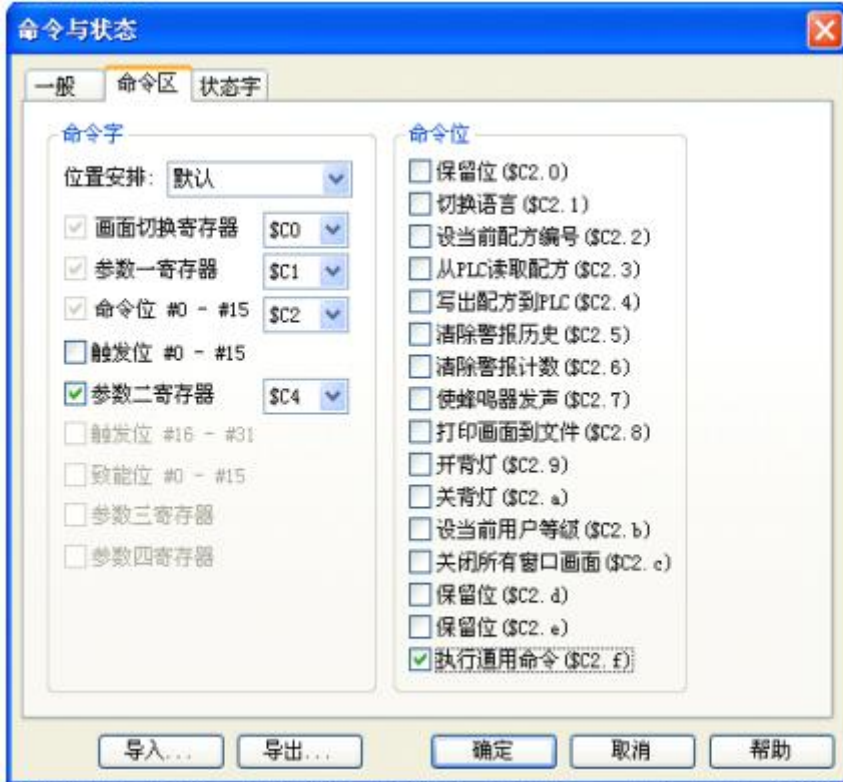 命令与状态
一般 命令区 状态字
命令字
位置安排: 默认
画面切换寄存器 $C0
参数一寄存器 $C1
命令位 #0 - #15 $C2
触发位 #0 - #15
参数二寄存器 $C4
触发位 #16 - #31
致能位 #0 - #15
参数三寄存器
参数四寄存器
命令位
保留位($C2.0)
切换语言($C2.1)
设当前配方编号($C2.2)
从PLC读取配方($C2.3)
写出配方到PLC($C2.4)
清除警报历史($C2.5)
清除警报计数($C2.6)
使蜂鸣器发声($C2.7)
打印画面到文件($C2.8)
开背灯($C2.9)
关背灯($C2.a)
设当前用户等级($C2.b)
关闭所有窗口画面($C2.c)
保留位($C2.d)
保留位($C2.e)
执行通用命令($C2.f)
导入... 导出... 确定 取消 帮助